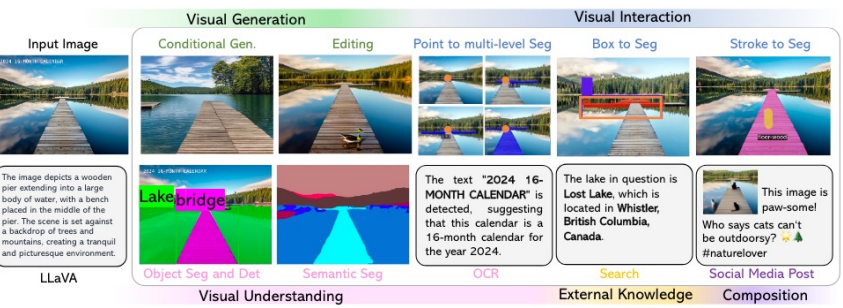 Visual Generation
Visual Interaction
Input Image
Conditional Gen.
Editing
Point to multi-level Seg
Box to Seg
Stroke to Seg
2024 16-MONTH CALENDAR
The image depicts a wooden
pier extending into a large
body of water, with a bench
placed in the middle of the
pier. The scene is set against
a backdrop of trees and
mountains, creating a tranquil
and picturesque environment.
LLaVA
2024 16-MONTH CALENDAR
Lake
bridge
Object Seg and Det
Semantic Seg
The text "2024 16-
MONTH CALENDAR" is
detected, suggesting
that this calendar is a
16-month calendar for
the year 2024.
OCR
The lake in question is
Lost Lake, which is
located in Whistler,
British Columbia,
Canada.
Search
This image is
paw-some!
Who says cats can't
be outdoorsy? 🌟🌲
#naturelover
Social Media Post
Visual Understanding
External Knowledge
Composition